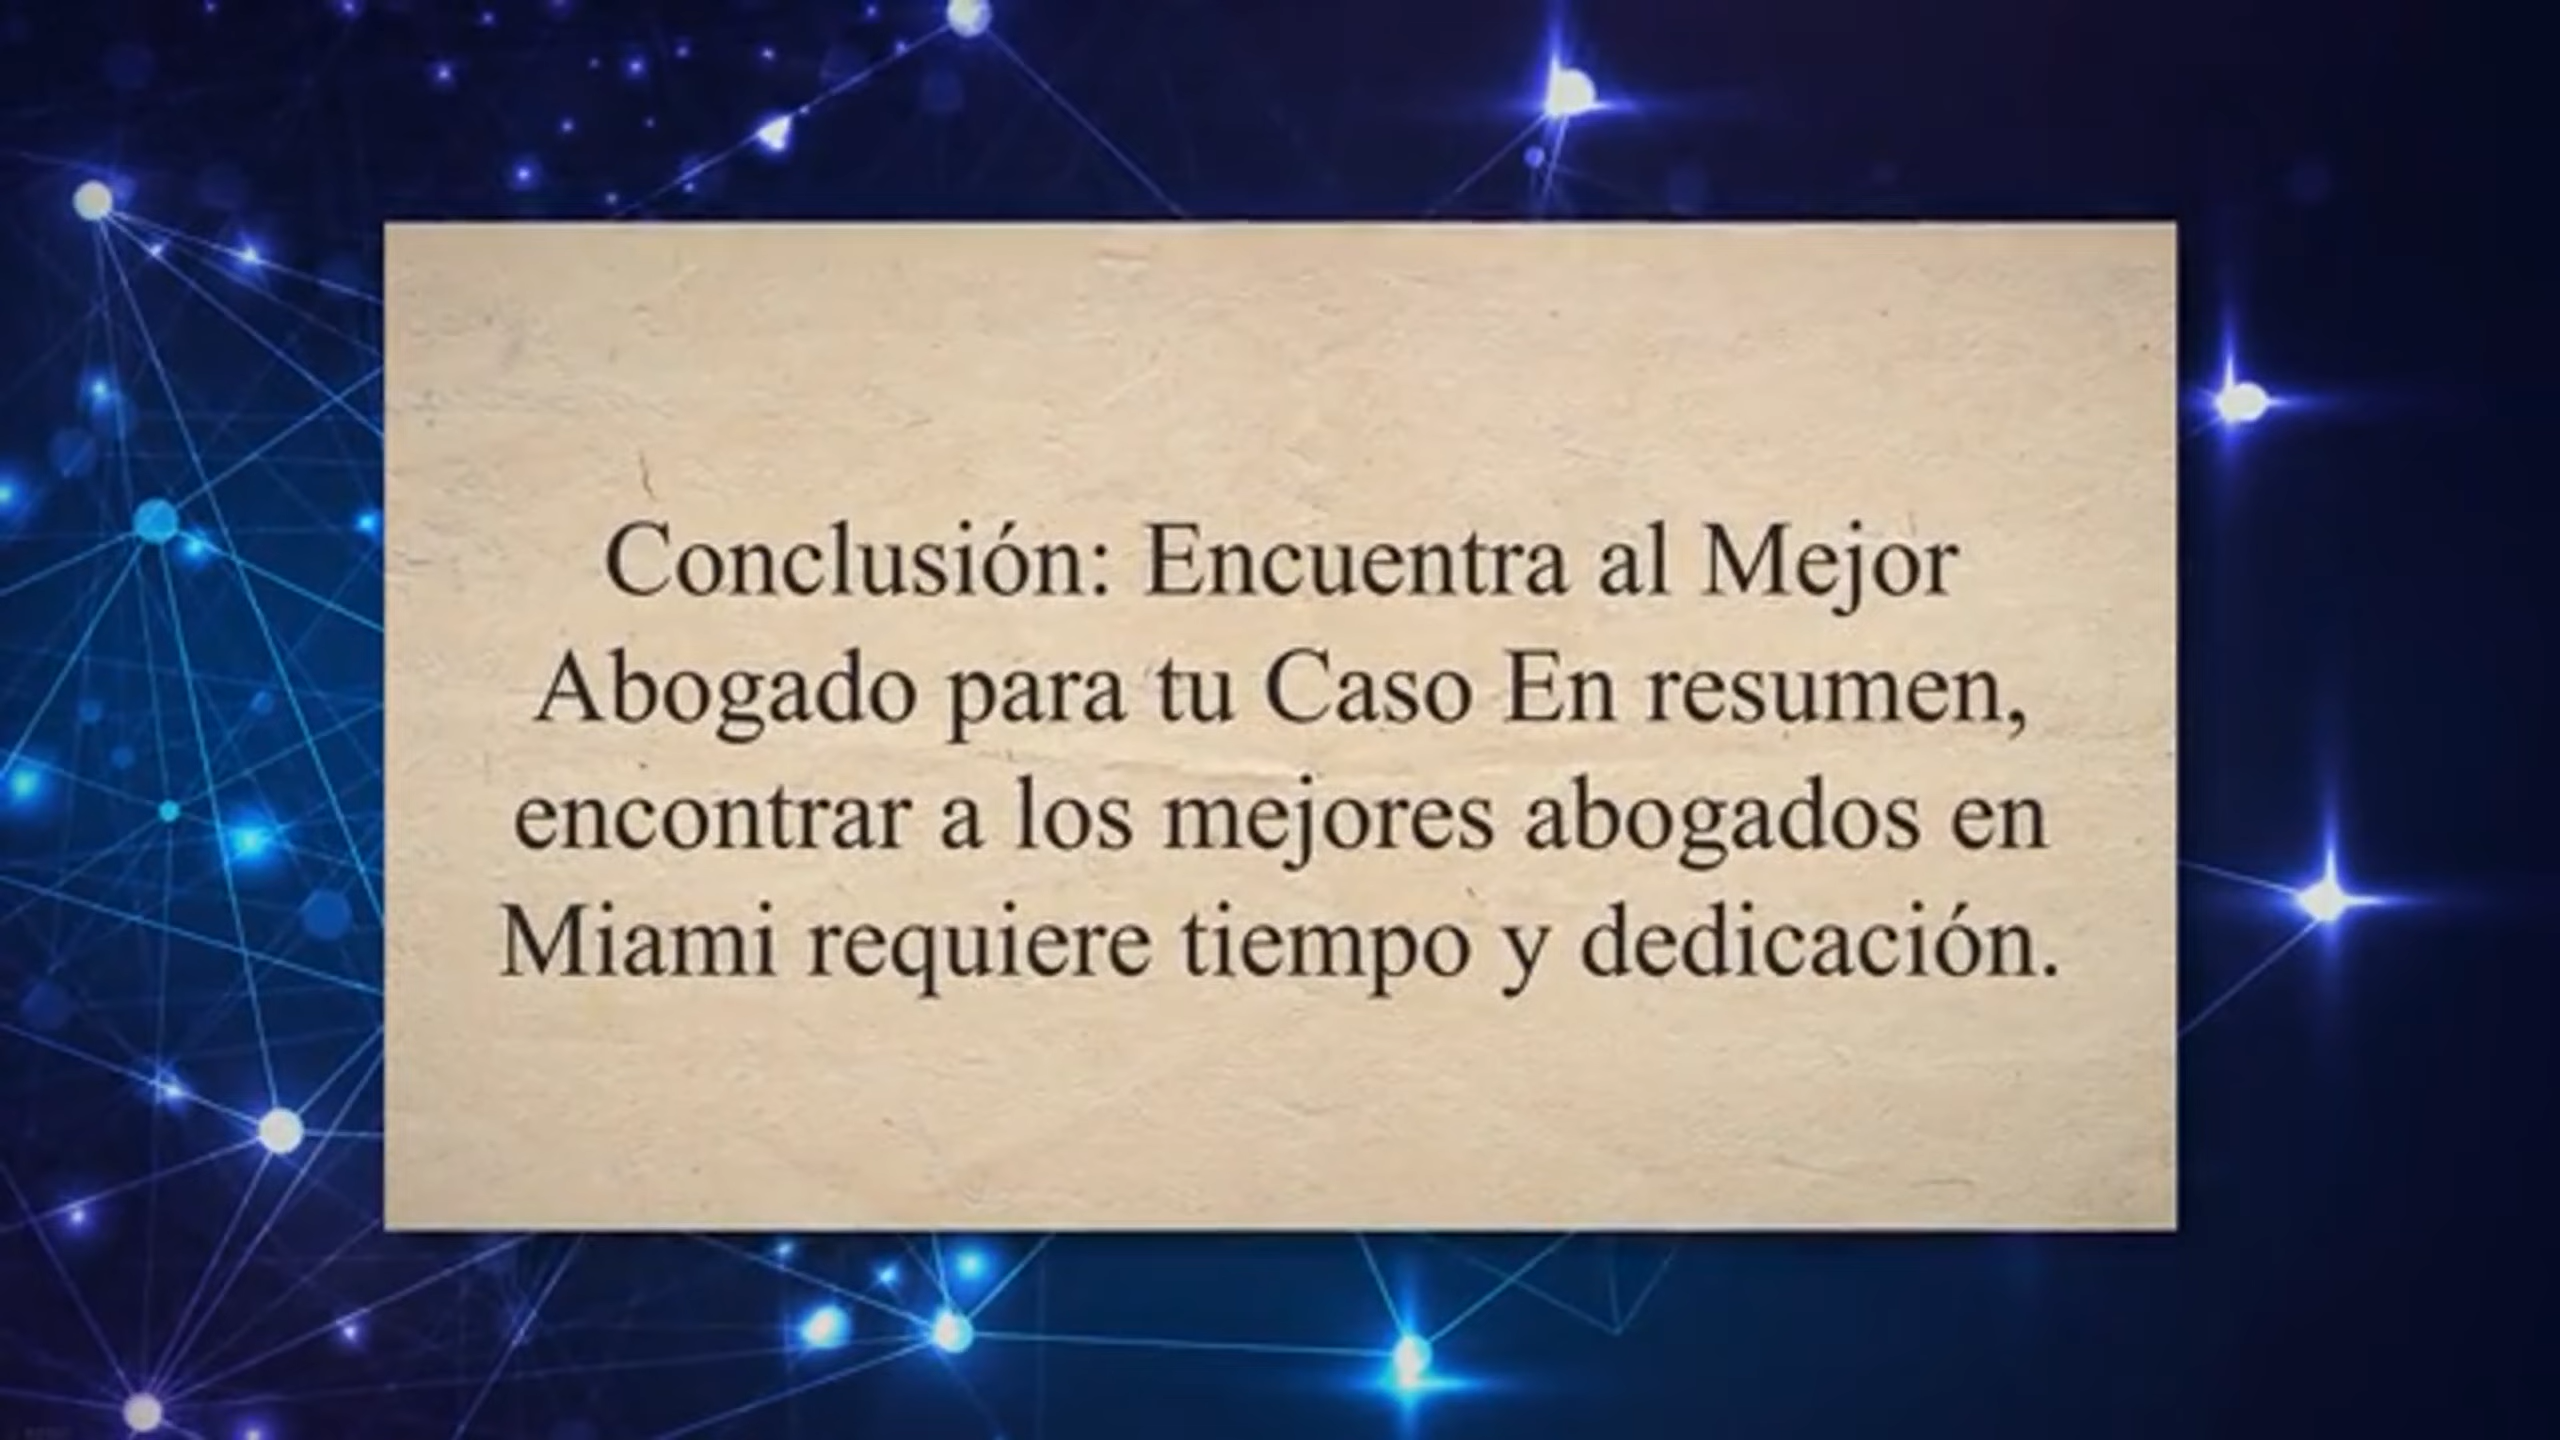 Conclusión: Encuentra al Mejor
Abogado para tu Caso En resumen,
encontrar a los mejores abogados en
Miami requiere tiempo y dedicación.